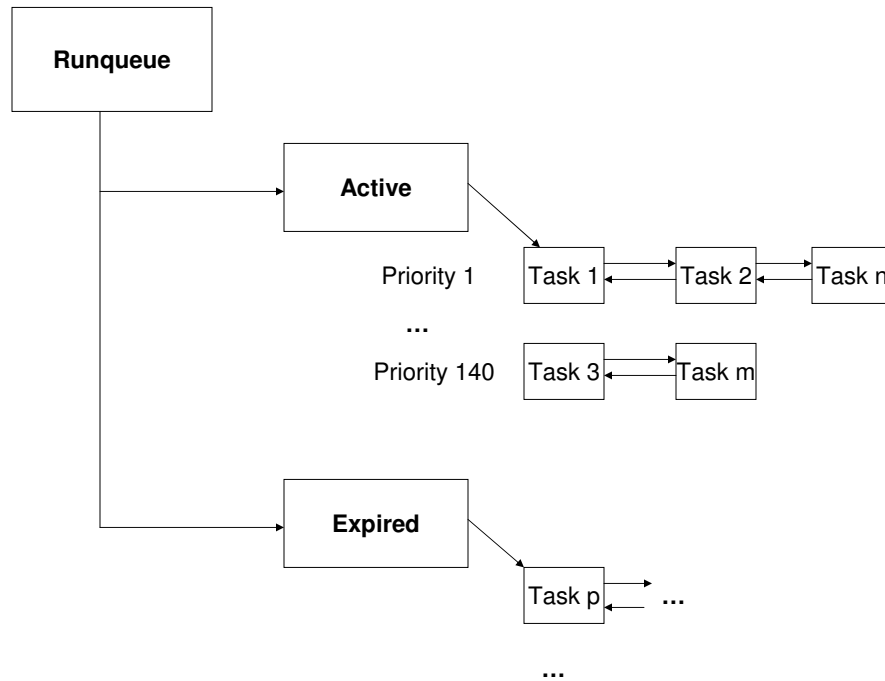 Runqueue
Active
Priority 1
Task 1
Task 2
Task n
...
Priority 140
Task 3
Task m
Expired
Task p
...
...